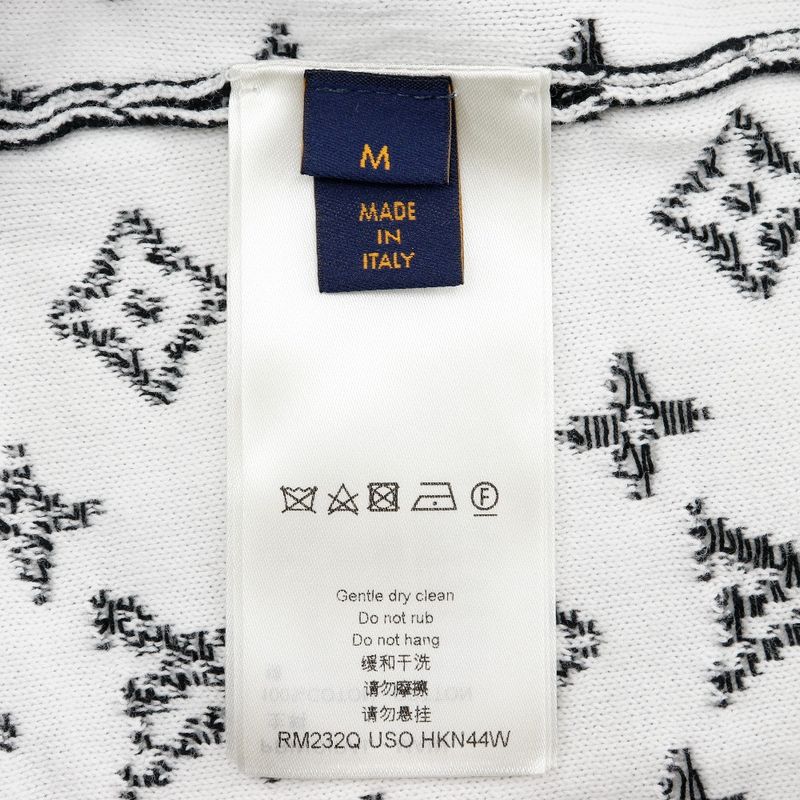 M
MADE
IN
ITALY
F
Gentle dry clean
Do not rub
Do not hang
缓和干洗
请勿摩擦
请勿悬挂
RM232Q USO HKN44W